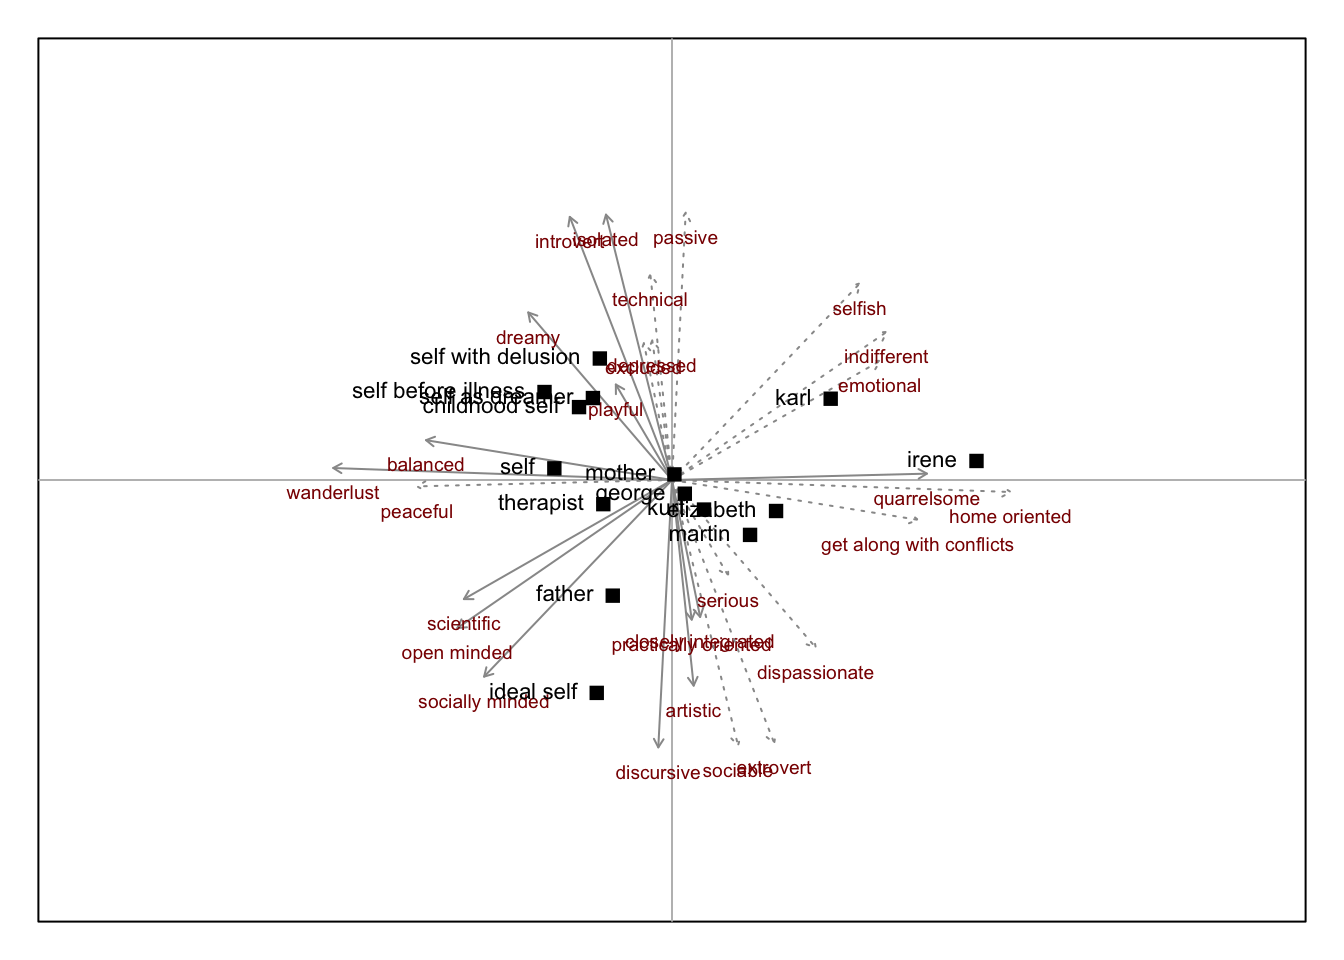 introvert
isolated
passive
technical
selfish
dreamy
self with delusion
indifferent
depressed
excluded
emotional
self before illness
self as dreamer
karl
childhood self
playful
irene
balanced
self
mother
wanderlust
george
quarrelsome
therapist
peaceful
kurt
elizabeth
home oriented
martin
get along with conflicts
father
serious
scientific
closely integrated
practically oriented
open minded
dispassionate
ideal self
socially minded
artistic
discursive
sociable
extrovert